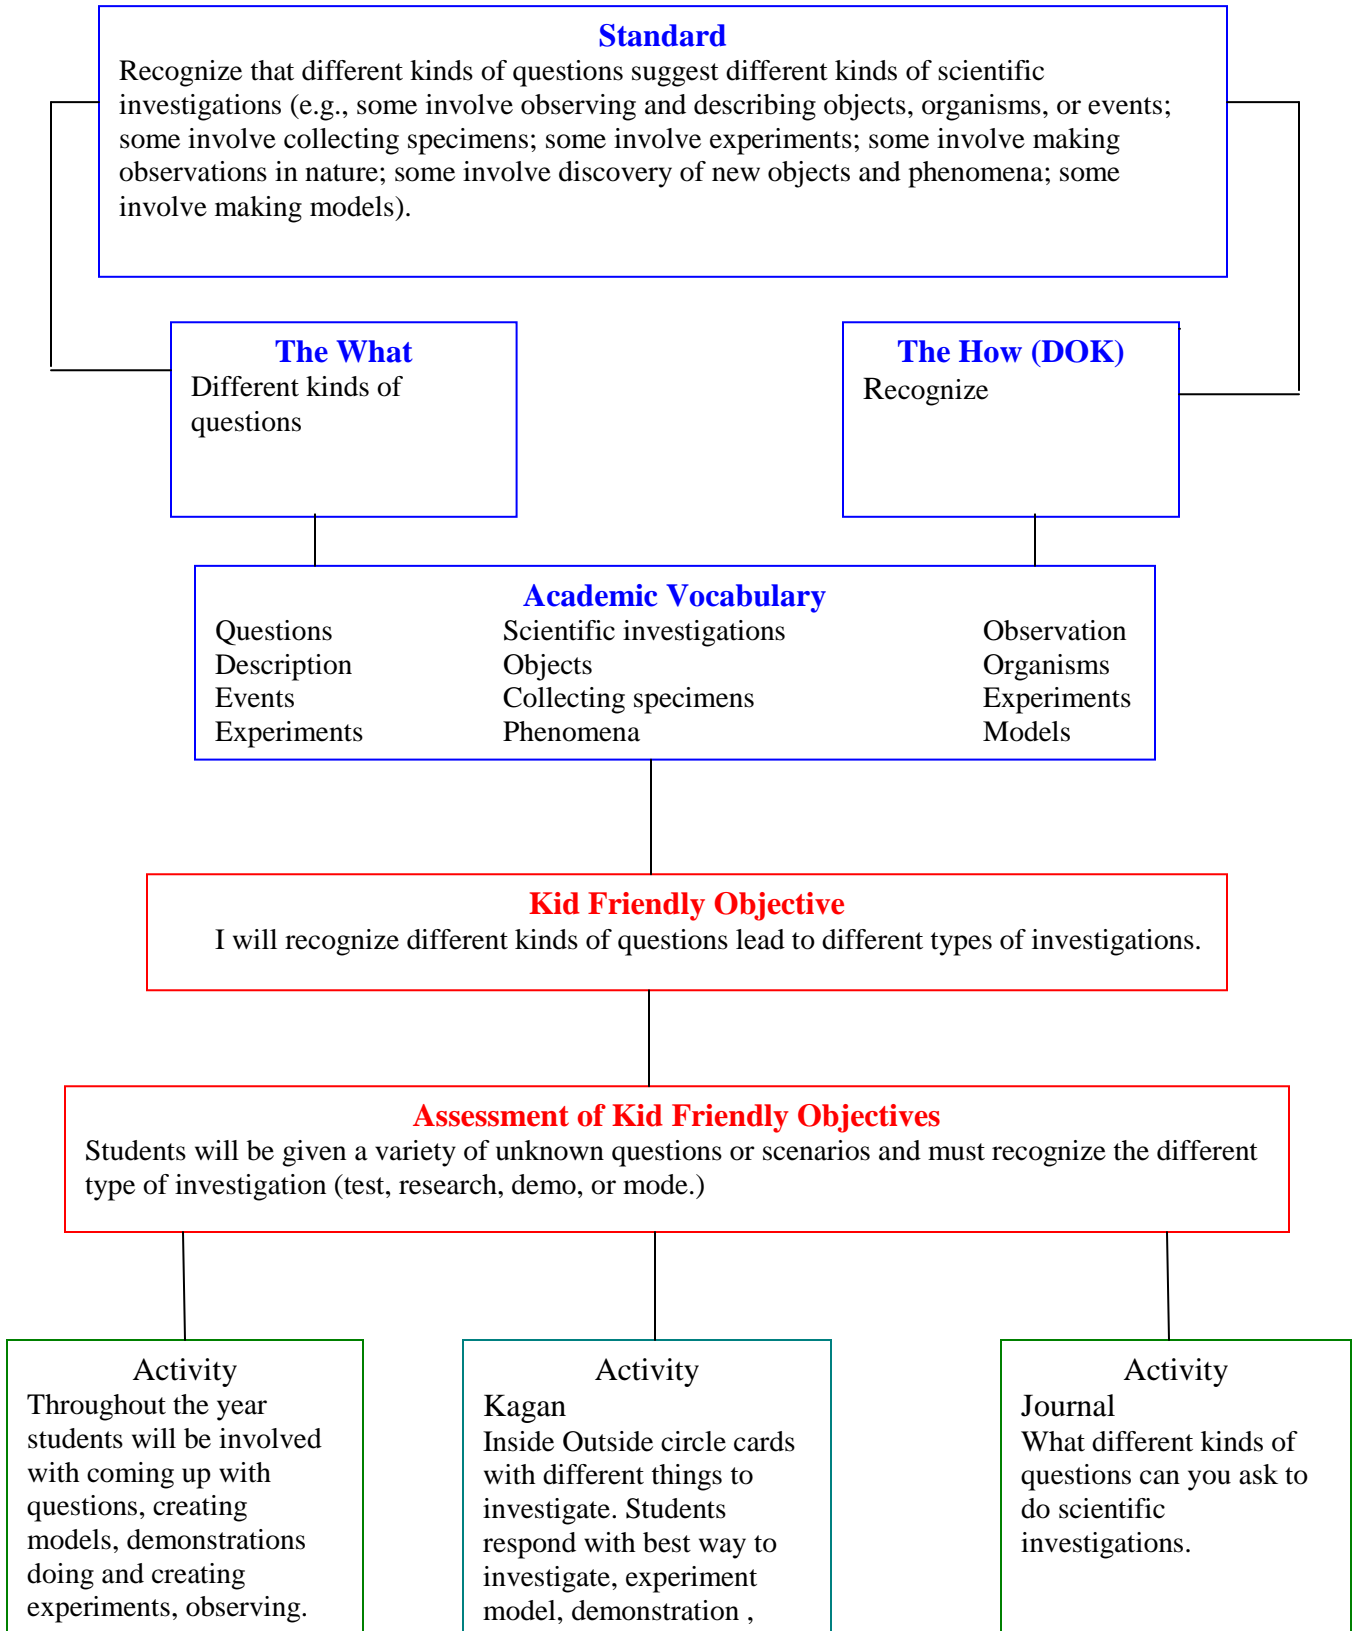 Standard
Recognize that different kinds of questions suggest different kinds of scientific
investigations (e.g., some involve observing and describing objects, organisms, or events;
some involve collecting specimens; some involve experiments; some involve making
observations in nature; some involve discovery of new objects and phenomena; some
involve making models).
The What
Different kinds of
questions
The How (DOK)
Recognize
Academic Vocabulary
Questions Scientific investigations Observation
Description Objects Organisms
Events Collecting specimens Experiments
Experiments Phenomena Models
Kid Friendly Objective
I will recognize different kinds of questions lead to different types of investigations.
Assessment of Kid Friendly Objectives
Students will be given a variety of unknown questions or scenarios and must recognize the different
type of investigation (test, research, demo, or mode.)
Activity
Throughout the year
students will be involved
with coming up with
questions, creating
models, demonstrations
doing and creating
experiments, observing.
Activity
Kagan
Inside Outside circle cards
with different things to
investigate. Students
respond with best way to
investigate, experiment
model, demonstration ,
Activity
Journal
What different kinds of
questions can you ask to
do scientific
investigations.